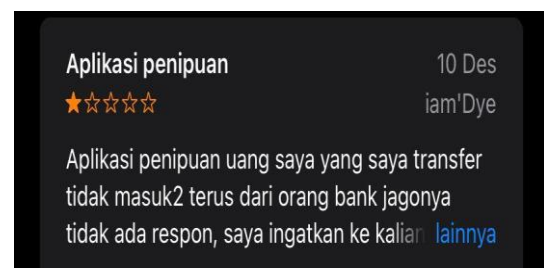 Aplikasi penipuan
10 Des
★☆☆☆☆
iam'Dye
Aplikasi penipuan uang saya yang saya transfer
tidak masuk2 terus dari orang bank jagonya
tidak ada respon, saya ingatkan ke kalian lainnya